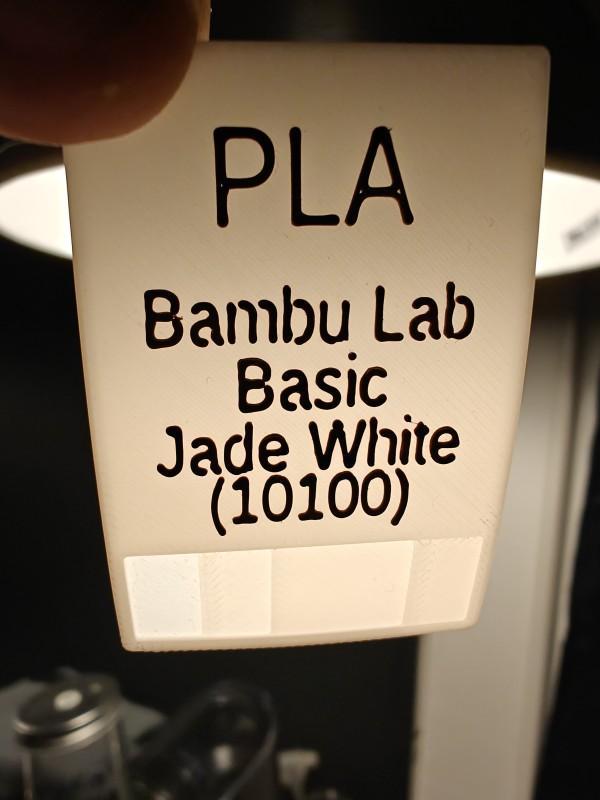 PLA
Bambu Lab
Basic
Jade White
(10100)